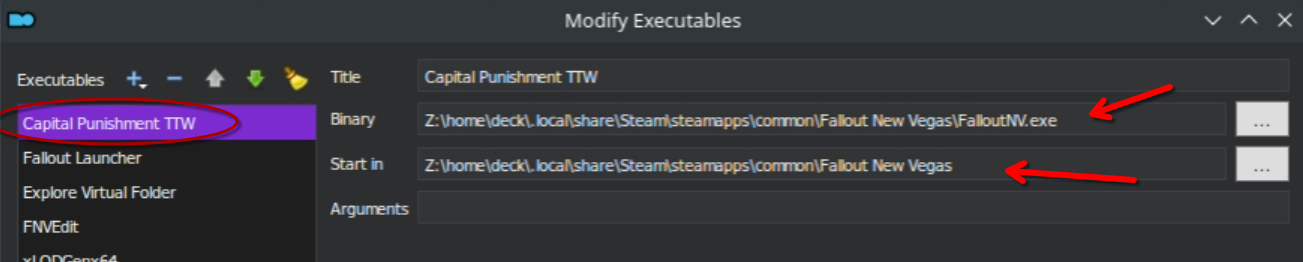 Modify Executables
Executables
Title
Capital Punishment TTW
Capital Punishment TTW
Binary
Z:\home\deck\.local\share\Steam\steamapps\common\Fallout New Vegas\FalloutNV.exe
...
Fallout Launcher
Start in
Z:\home\deck\.local\share\Steam\steamapps\common\Fallout New Vegas
...
Explore Virtual Folder
Arguments
FNVEdit
xLODGenx64